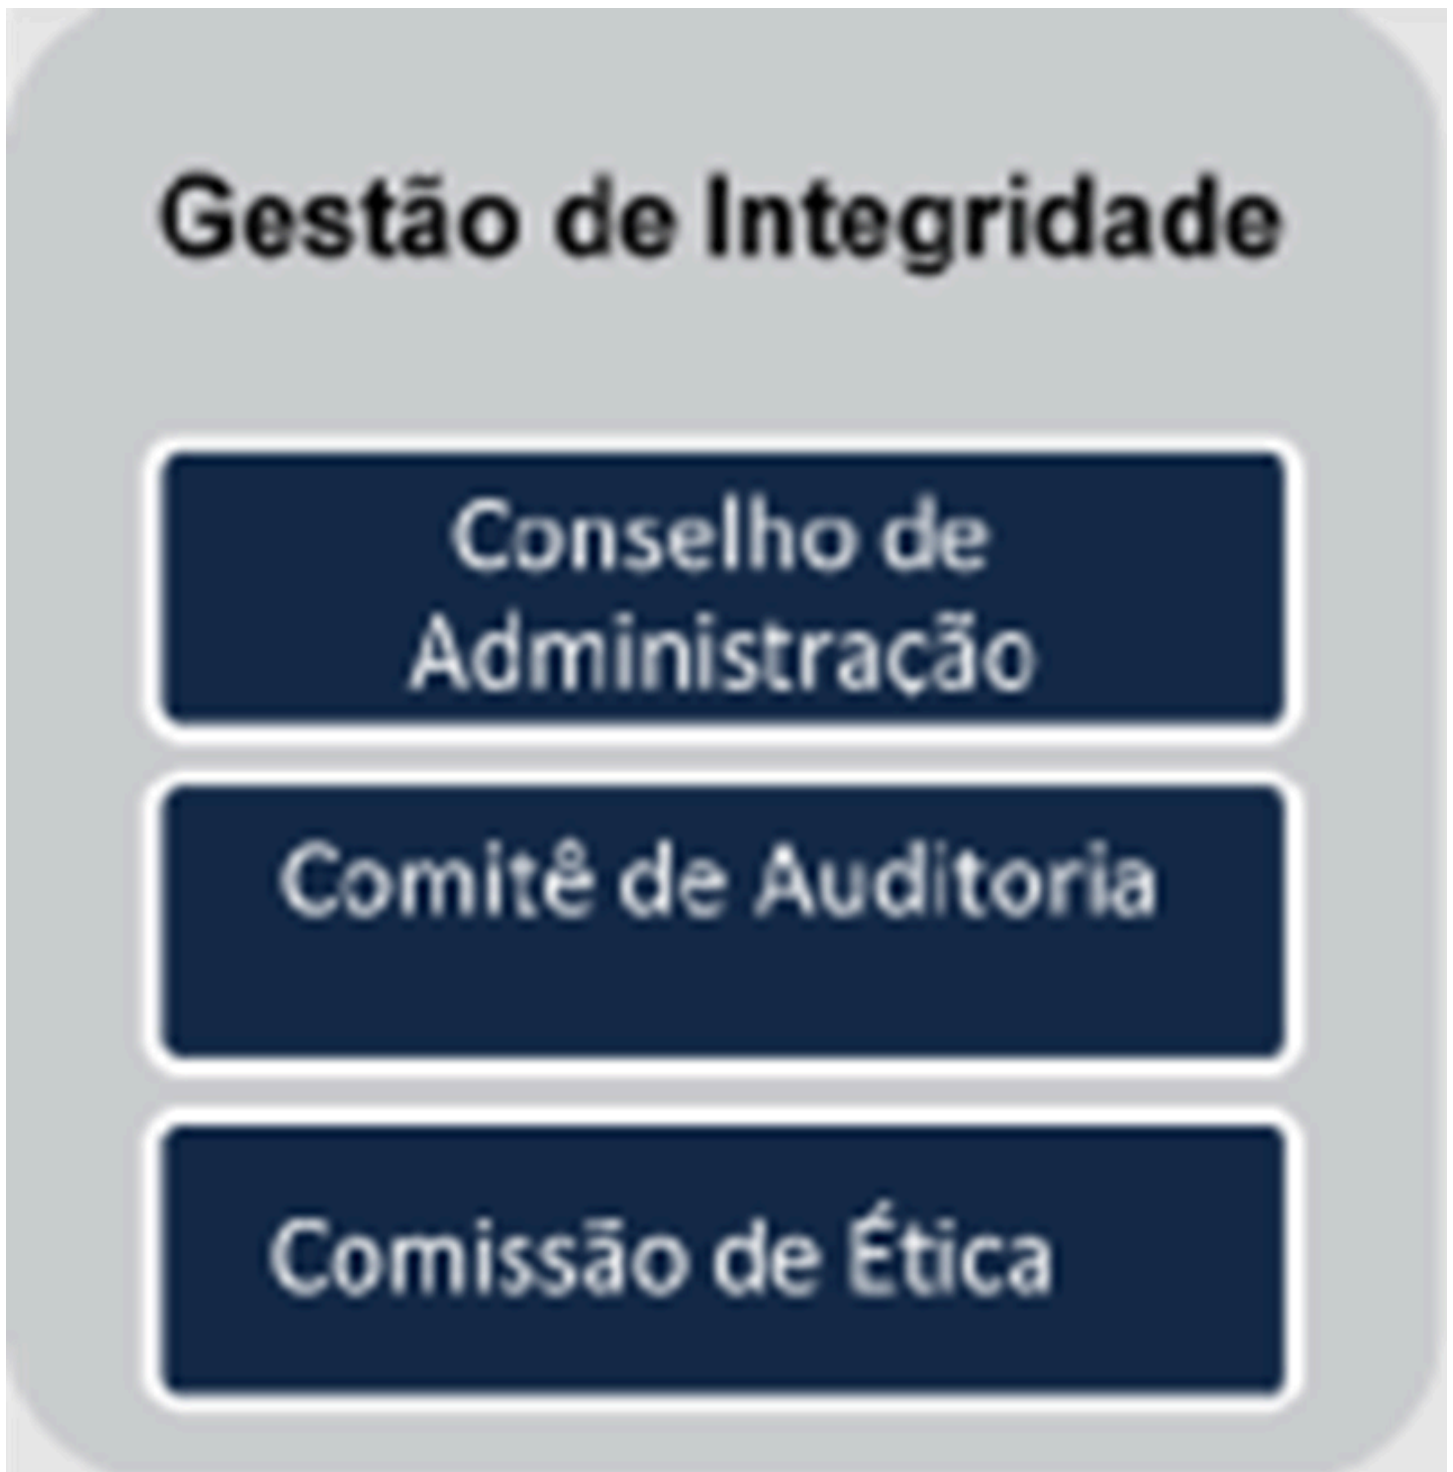 Gestão de Integridade
Conselho de
Administração
Comitê de Auditoria
Comissão de Ética